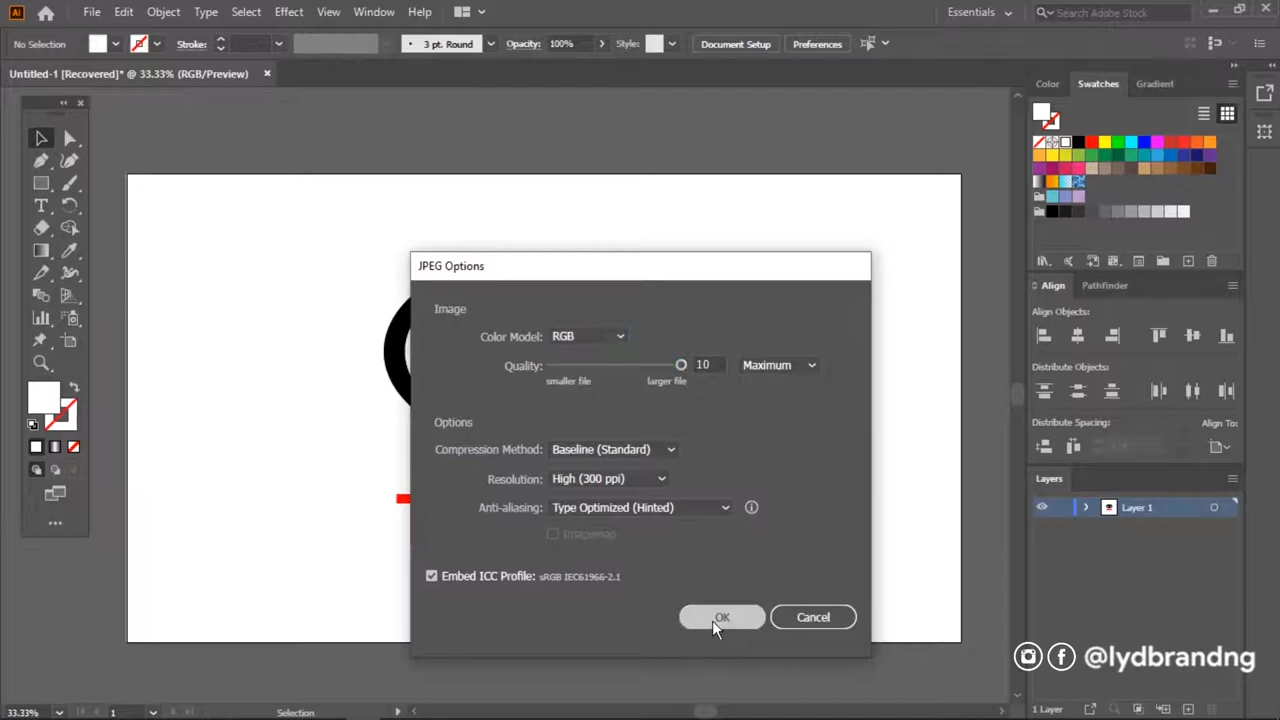 Ai File Edit Object Type Select Effect View Window Help Essentials Search Adobe Stock
No Selection Stroke: 3 pt. Round Opacity: 100% Style: Document Setup Preferences
Untitled-1 [Recovered]* @ 33.33% (RGB/Preview)
Color Swatches Gradient
JPEG Options
Image
Color Model: RGB
Quality: 10 Maximum
smaller file larger file
Options
Compression Method: Baseline (Standard)
Resolution: High (300 ppi)
Anti-aliasing: Type Optimized (Hinted)
Imagemap
Embed ICC Profile: sRGB IEC61966-2.1
OK Cancel
Align Pathfinder
Align Objects:
Distribute Objects:
Distribute Spacing: Align To:
Layers
Layer 1
@lydbrandng
33.33% 1 Selection
1 Layer